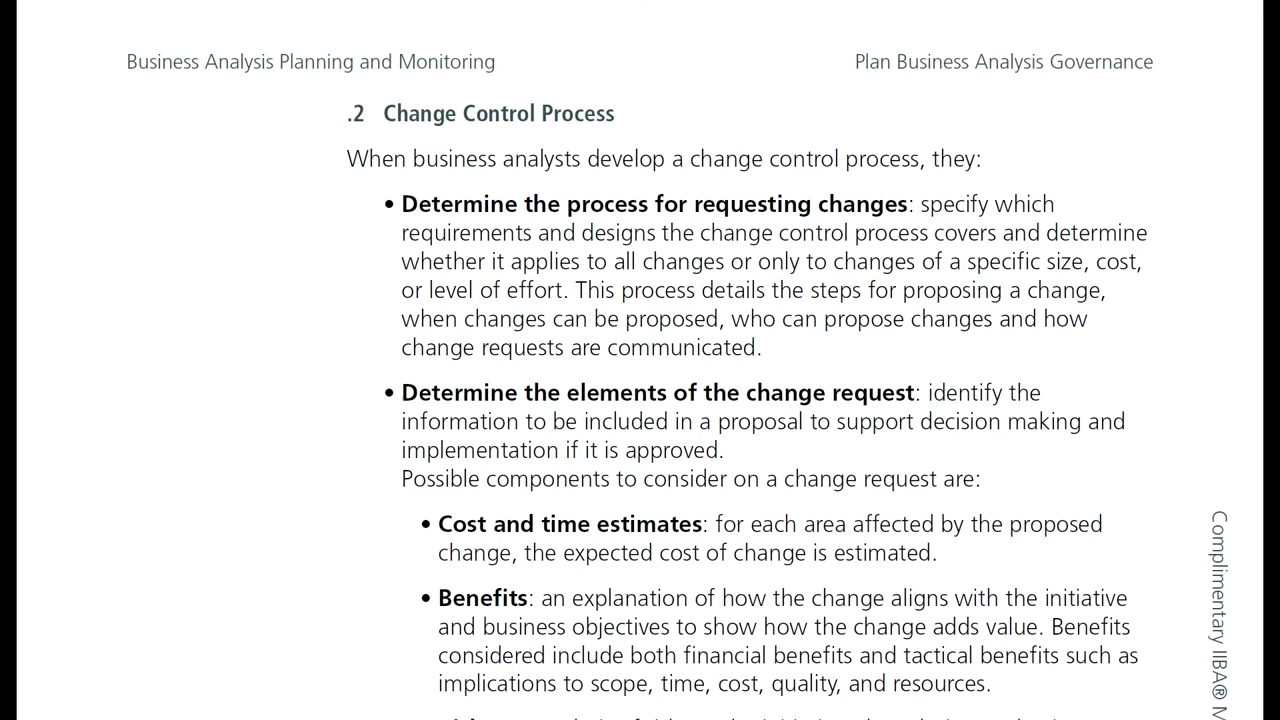 Business Analysis Planning and Monitoring
Plan Business Analysis Governance
.2 Change Control Process
When business analysts develop a change control process, they:
• Determine the process for requesting changes: specify which
requirements and designs the change control process covers and determine
whether it applies to all changes or only to changes of a specific size, cost,
or level of effort. This process details the steps for proposing a change,
when changes can be proposed, who can propose changes and how
change requests are communicated.
• Determine the elements of the change request: identify the
information to be included in a proposal to support decision making and
implementation if it is approved.
Possible components to consider on a change request are:
• Cost and time estimates: for each area affected by the proposed
change, the expected cost of change is estimated.
• Benefits: an explanation of how the change aligns with the initiative
and business objectives to show how the change adds value. Benefits
considered include both financial benefits and tactical benefits such as
implications to scope, time, cost, quality, and resources.
Complimentary IIBA® M